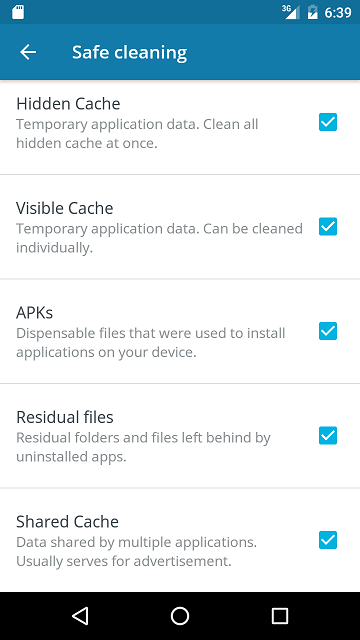 3G
6:39
Safe cleaning
Hidden Cache
Temporary application data. Clean all
hidden cache at once.
Visible Cache
Temporary application data. Can be cleaned
individually.
APKs
Dispensable files that were used to install
applications on your device.
Residual files
Residual folders and files left behind by
uninstalled apps.
Shared Cache
Data shared by multiple applications.
Usually serves for advertisement.